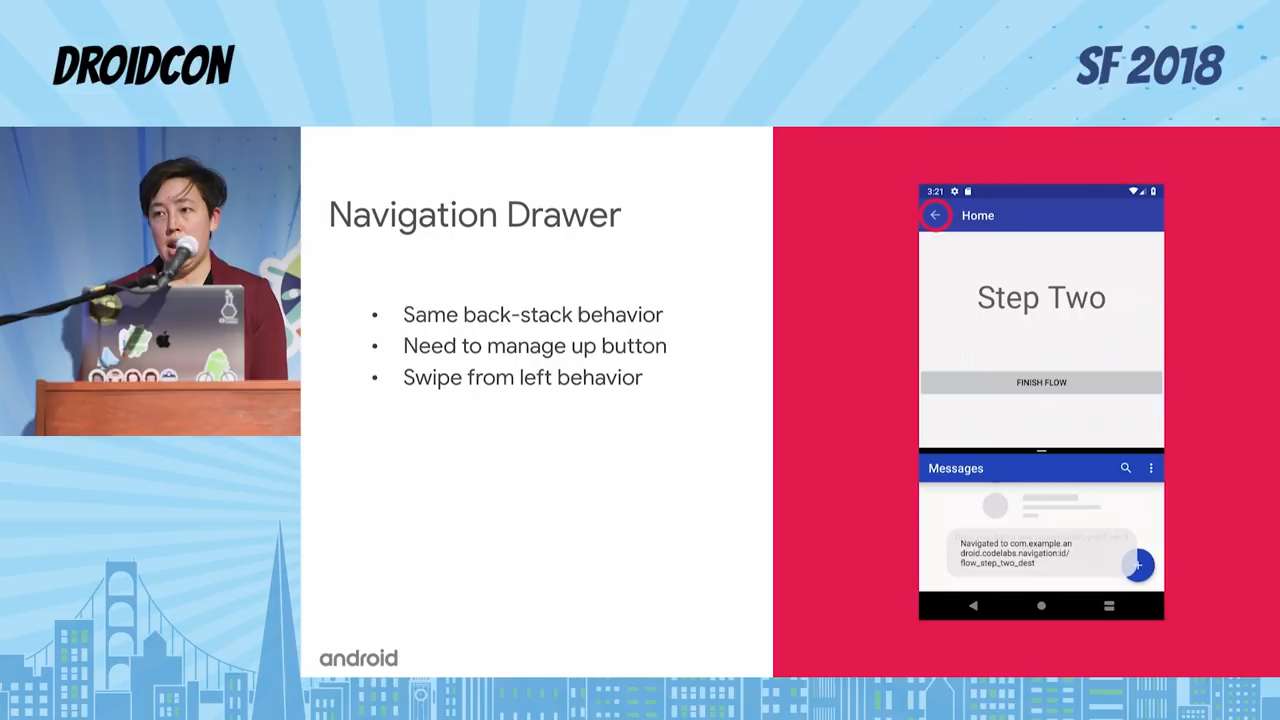 DROIDCON
SF 2018
Navigation Drawer
• Same back-stack behavior
• Need to manage up button
• Swipe from left behavior
android
3:21
Home
Step Two
FINISH FLOW
Messages
Navigated to com.example.an
droid.codelabs.navigation:id/
flow_step_two_dest